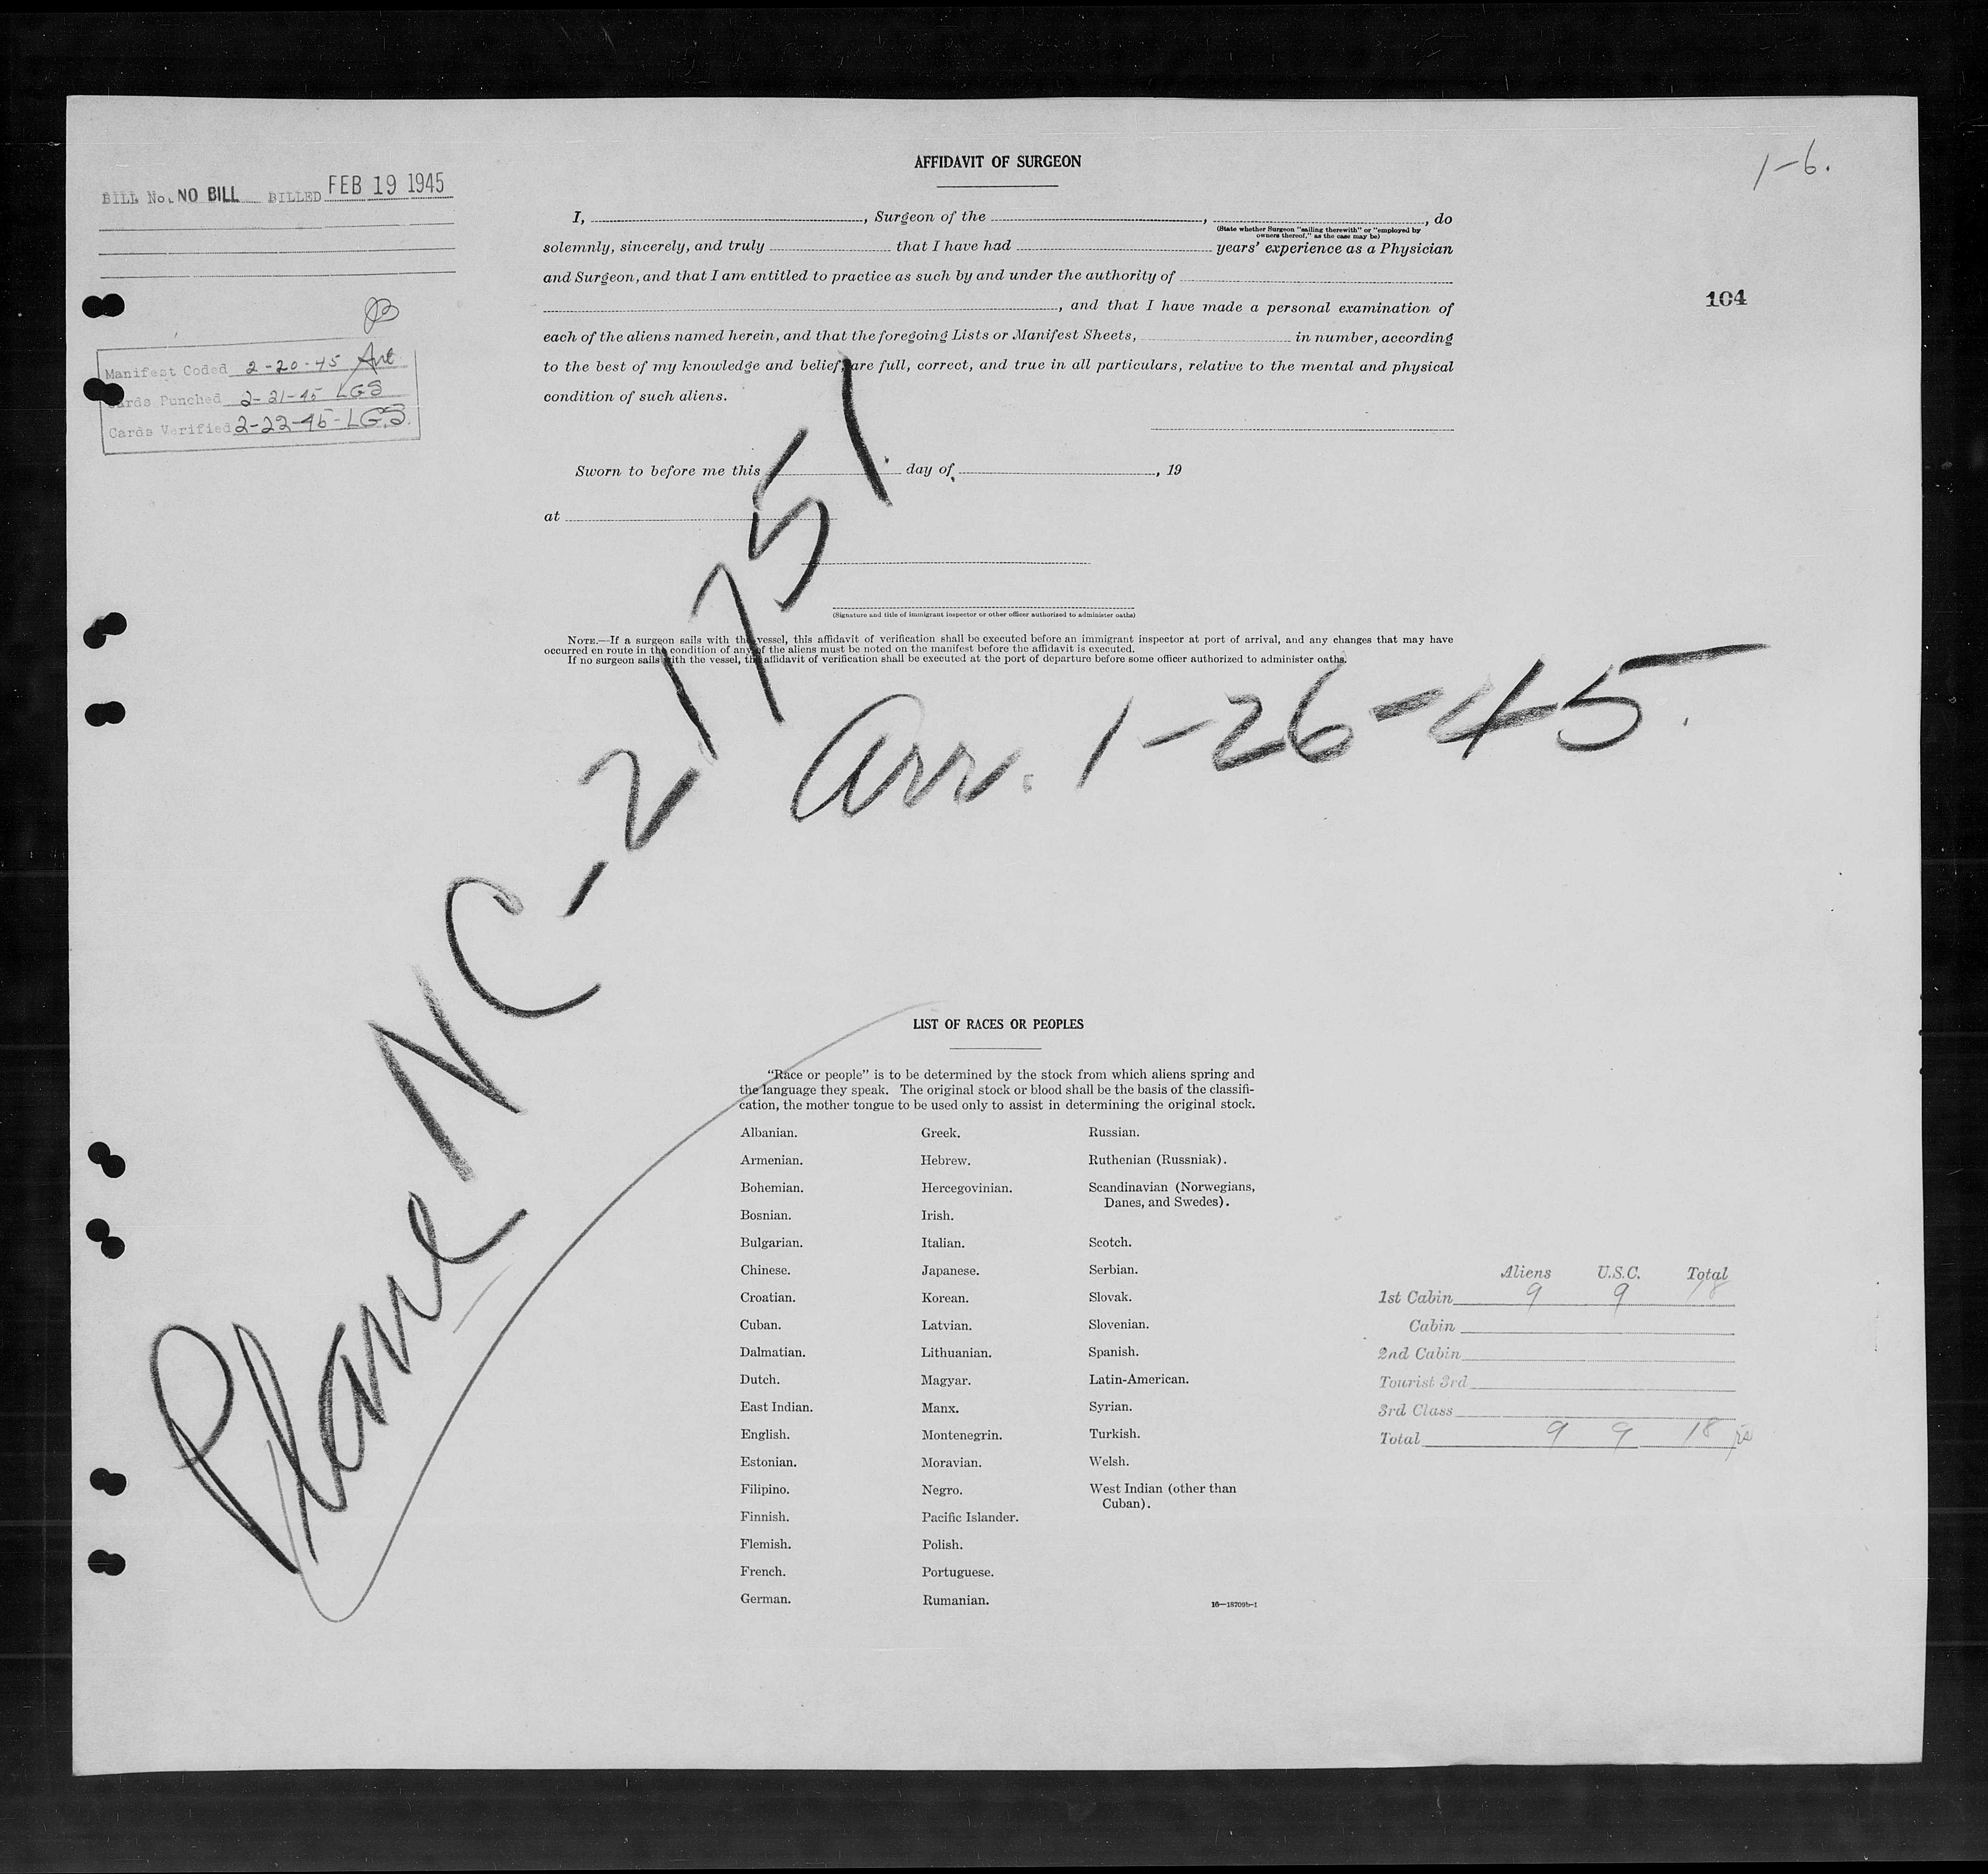 AFFIDAVIT OF SURGEON
1-6.
BILL No. NO BILL BILLED FEB 19 1945
I, , Surgeon of the , , do
(State whether Surgeon "sailing therewith" or "employed by
owners thereof," as the case may be)
solemnly, sincerely, and truly that I have had years' experience as a Physician
and Surgeon, and that I am entitled to practice as such by and under the authority of
, and that I have made a personal examination of
104
each of the aliens named herein, and that the foregoing Lists or Manifest Sheets, in number, according
to the best of my knowledge and belief, are full, correct, and true in all particulars, relative to the mental and physical
condition of such aliens.
Manifest Coded 2-20-45
Cards Punched 2-21-45 LGS
Cards Verified 2-22-45-LGS.
Sworn to before me this day of , 19
at
(Signature and title of immigrant inspector or other officer authorized to administer oaths)
NOTE.—If a surgeon sails with the vessel, this affidavit of verification shall be executed before an immigrant inspector at port of arrival, and any changes that may have
occurred en route in the condition of any of the aliens must be noted on the manifest before the affidavit is executed.
If no surgeon sails with the vessel, the affidavit of verification shall be executed at the port of departure before some officer authorized to administer oaths.
Plane NC-21751
Arr. 1-26-45.
LIST OF RACES OR PEOPLES
"Race or people" is to be determined by the stock from which aliens spring and
the language they speak. The original stock or blood shall be the basis of the classifi-
cation, the mother tongue to be used only to assist in determining the original stock.
Albanian.
Armenian.
Bohemian.
Bosnian.
Bulgarian.
Chinese.
Croatian.
Cuban.
Dalmatian.
Dutch.
East Indian.
English.
Estonian.
Filipino.
Finnish.
Flemish.
French.
German.
Greek.
Hebrew.
Hercegovinian.
Irish.
Italian.
Japanese.
Korean.
Latvian.
Lithuanian.
Magyar.
Manx.
Montenegrin.
Moravian.
Negro.
Pacific Islander.
Polish.
Portuguese.
Rumanian.
Russian.
Ruthenian (Russniak).
Scandinavian (Norwegians,
Danes, and Swedes).
Scotch.
Serbian.
Slovak.
Slovenian.
Spanish.
Latin-American.
Syrian.
Turkish.
Welsh.
West Indian (other than
Cuban).
16—18709b-1
Aliens U.S.C. Total
1st Cabin 9 9 18
Cabin
2nd Cabin
Tourist 3rd
3rd Class
Total 9 9 18